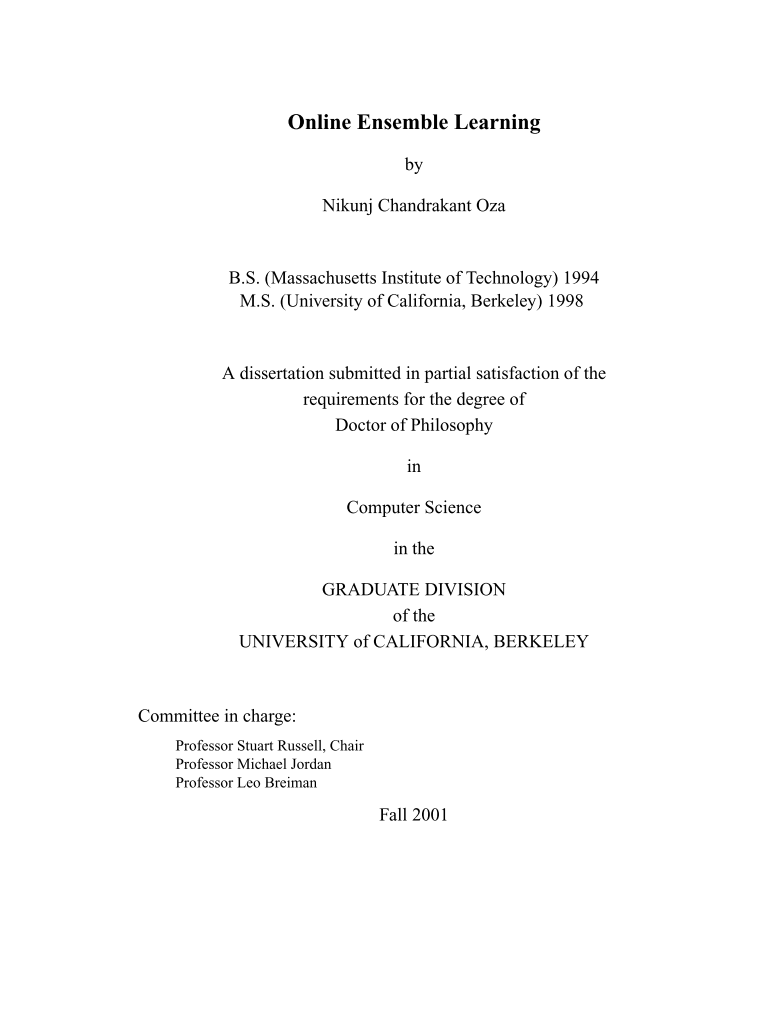 Online Ensemble Learning
by
Nikunj Chandrakant Oza
B.S. (Massachusetts Institute of Technology) 1994
M.S. (University of California, Berkeley) 1998
A dissertation submitted in partial satisfaction of the
requirements for the degree of
Doctor of Philosophy
in
Computer Science
in the
GRADUATE DIVISION
of the
UNIVERSITY of CALIFORNIA, BERKELEY
Committee in charge:
Professor Stuart Russell, Chair
Professor Michael Jordan
Professor Leo Breiman
Fall 2001